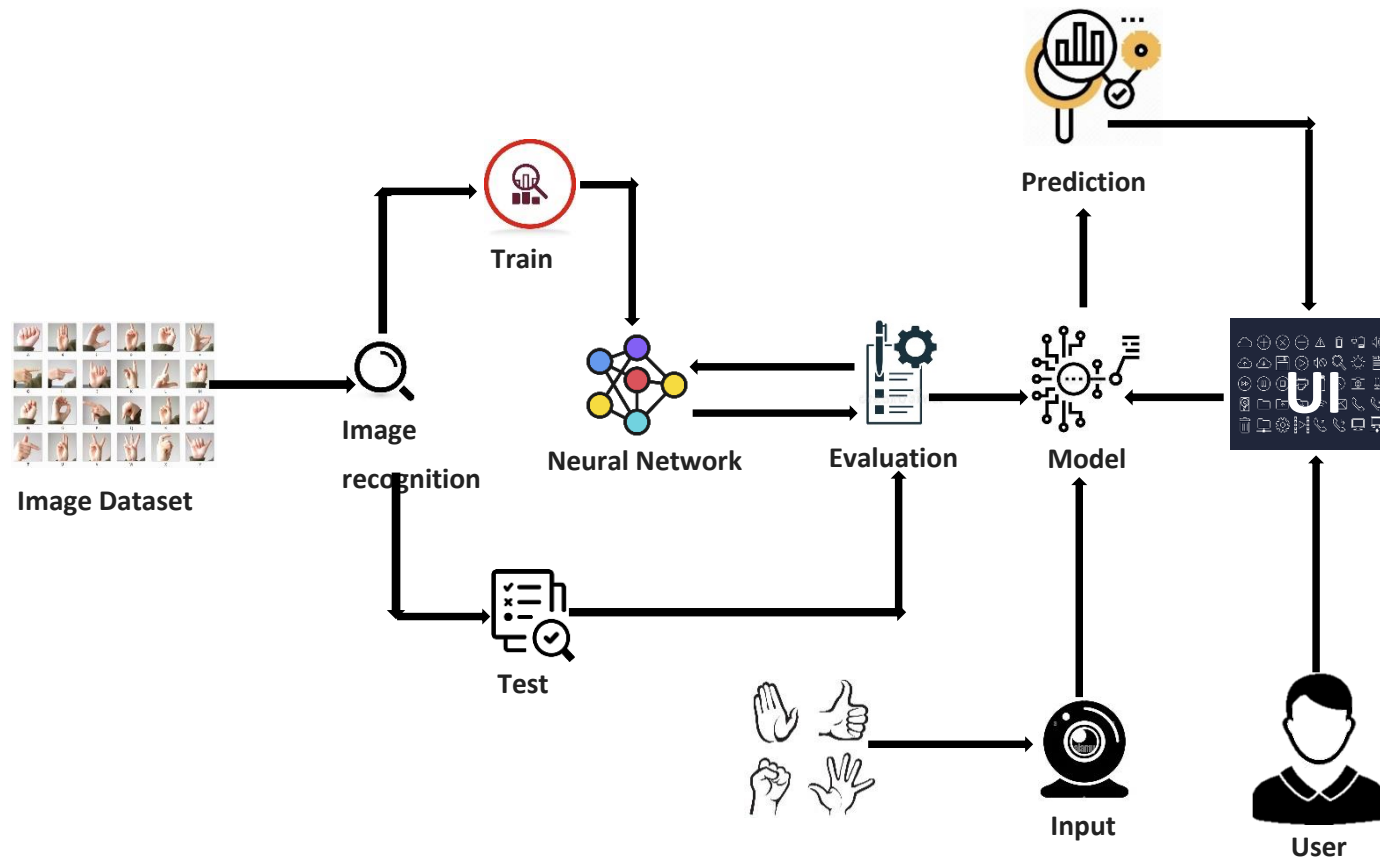 Prediction
Train
UI
Image
recognition
Neural Network
Evaluation
Model
Image Dataset
Test
Input
User